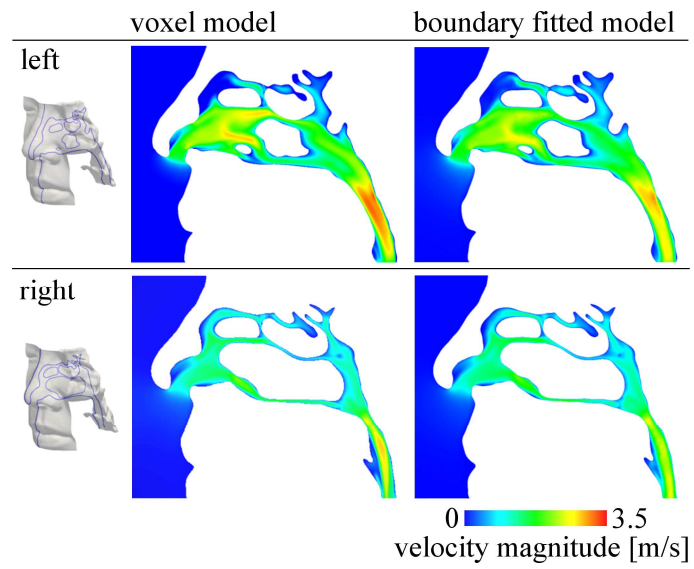 voxel model boundary fitted model
left
right
0 3.5
velocity magnitude [m/s]